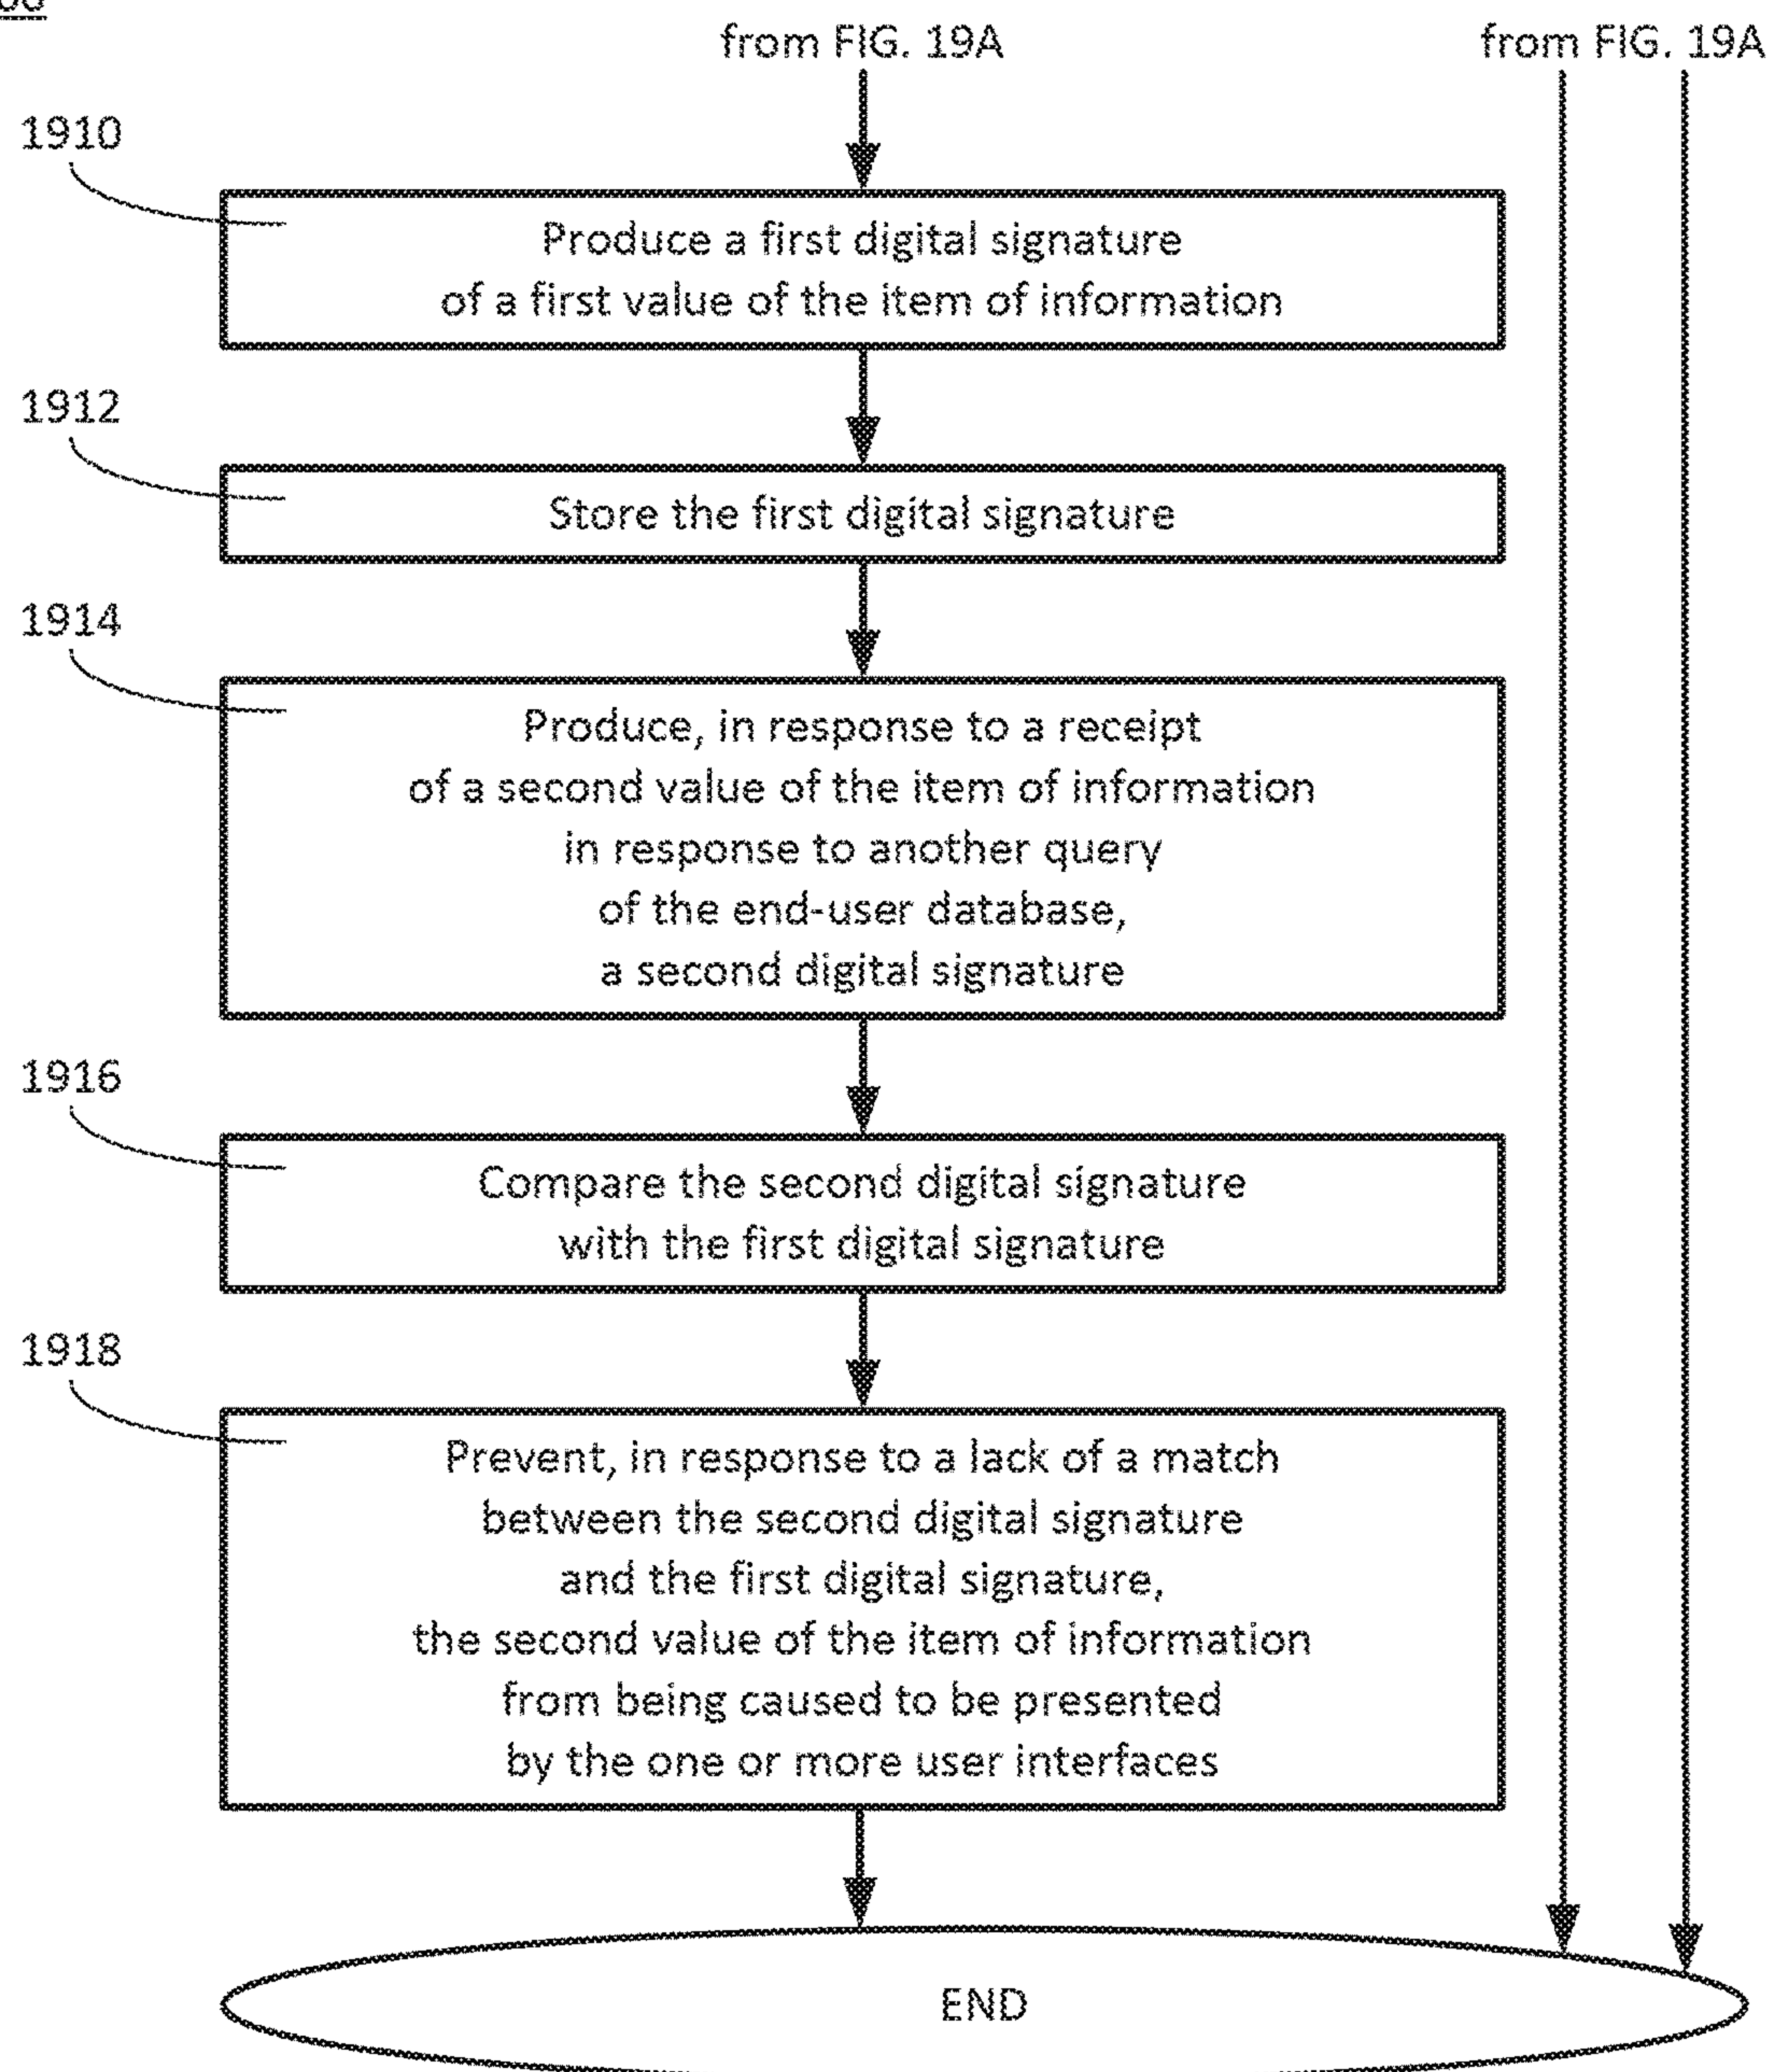 from FIG. 19A
from FIG. 19A
1910
Produce a first digital signature
of a first value of the item of information
1912
Store the first digital signature
1914
Produce, in response to a receipt
of a second value of the item of information
in response to another query
of the end-user database,
a second digital signature
1916
Compare the second digital signature
with the first digital signature
1918
Prevent, in response to a lack of a match
between the second digital signature
and the first digital signature,
the second value of the item of information
from being caused to be presented
by the one or more user interfaces
END